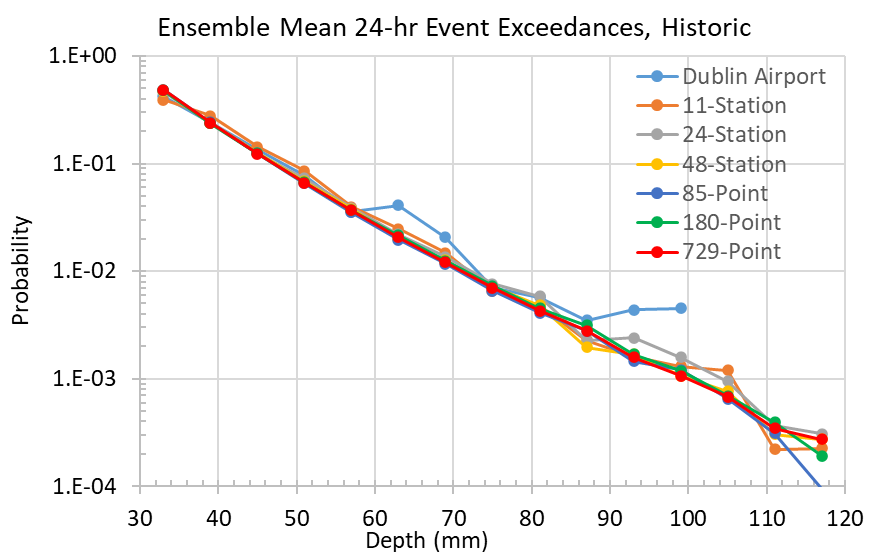 Ensemble Mean 24-hr Event Exceedances, Historic
1.E+00
Dublin Airport
11-Station
24-Station
1.E-01
48-Station
85-Point
180-Point
729-Point
Probability
1.E-02
1.E-03
1.E-04
30 40 50 60 70 80 90 100 110 120
Depth (mm)